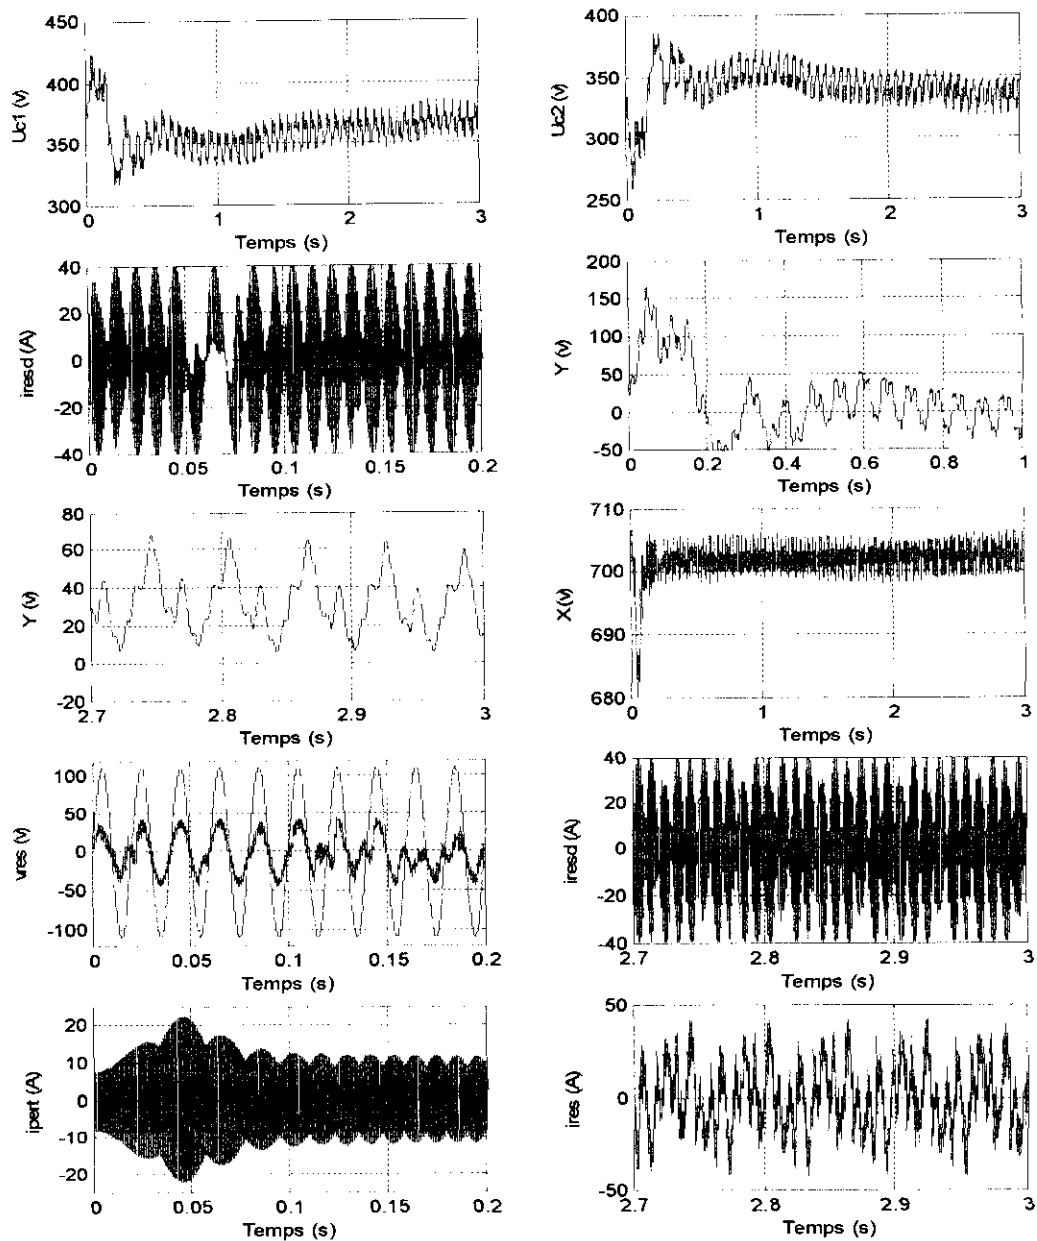 450
400
350
300
Uc1 (v)
0 1 2 3
Temps (s)
400
350
300
250
Uc2 (v)
0 1 2 3
Temps (s)
40
20
0
-20
-40
iresd (A)
0 0.05 0.1 0.15 0.2
Temps (s)
200
150
100
50
0
-50
Y (v)
0 0.2 0.4 0.6 0.8 1
Temps (s)
80
60
40
20
0
-20
Y (v)
2.7 2.8 2.9 3
Temps (s)
710
700
690
680
X(v)
0 1 2 3
Temps (s)
100
50
0
-50
-100
vres (v)
0 0.05 0.1 0.15 0.2
Temps (s)
40
20
0
-20
-40
iresd (A)
2.7 2.8 2.9 3
Temps (s)
20
10
0
-10
-20
ipert (A)
0 0.05 0.1 0.15 0.2
Temps (s)
50
0
-50
ires (A)
2.7 2.8 2.9 3
Temps (s)